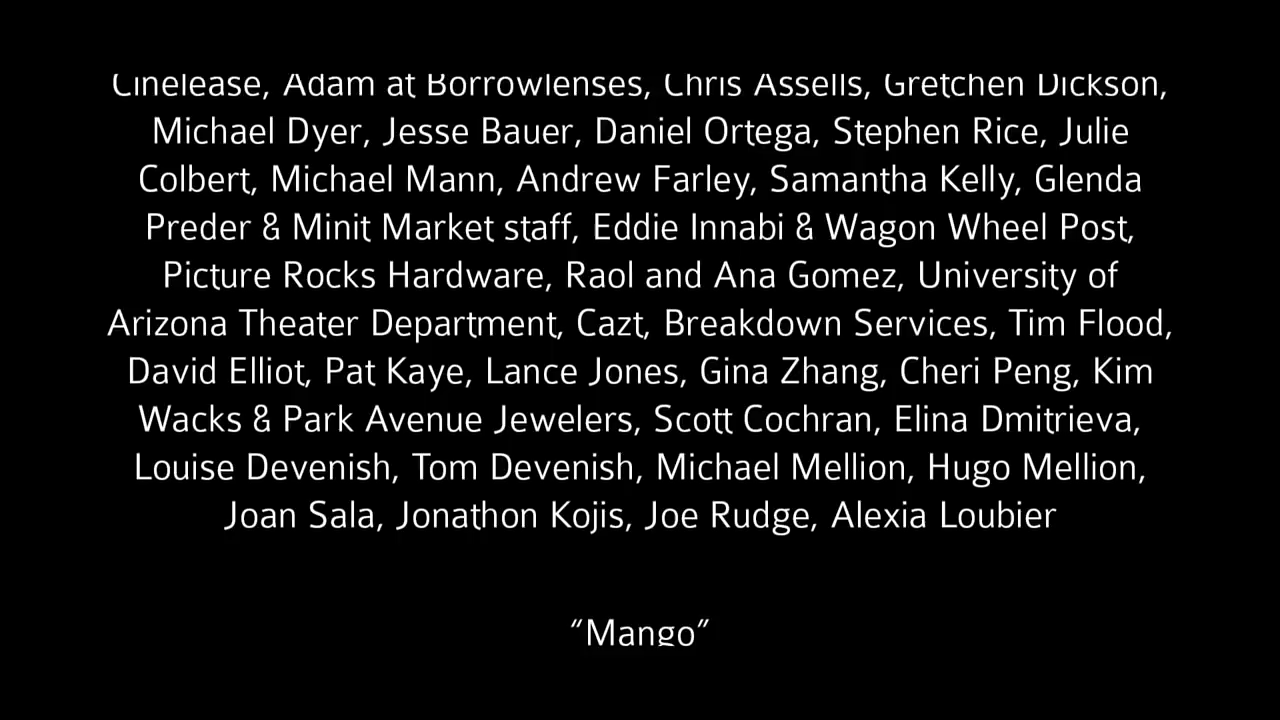 Cinelease, Adam at Borrowlenses, Chris Assells, Gretchen Dickson,
Michael Dyer, Jesse Bauer, Daniel Ortega, Stephen Rice, Julie
Colbert, Michael Mann, Andrew Farley, Samantha Kelly, Glenda
Preder & Minit Market staff, Eddie Innabi & Wagon Wheel Post,
Picture Rocks Hardware, Raol and Ana Gomez, University of
Arizona Theater Department, Cazt, Breakdown Services, Tim Flood,
David Elliot, Pat Kaye, Lance Jones, Gina Zhang, Cheri Peng, Kim
Wacks & Park Avenue Jewelers, Scott Cochran, Elina Dmitrieva,
Louise Devenish, Tom Devenish, Michael Mellion, Hugo Mellion,
Joan Sala, Jonathon Kojis, Joe Rudge, Alexia Loubier
“Mango”